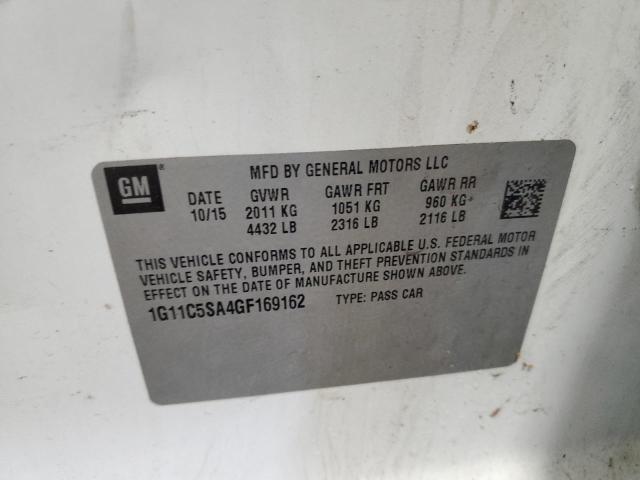 GM
MFD BY GENERAL MOTORS LLC
DATE GVWR GAWR FRT GAWR RR
10/15 2011 KG 1051 KG 960 KG
4432 LB 2316 LB 2116 LB
THIS VEHICLE CONFORMS TO ALL APPLICABLE U.S. FEDERAL MOTOR
VEHICLE SAFETY, BUMPER, AND THEFT PREVENTION STANDARDS IN
EFFECT ON THE DATE OF MANUFACTURE SHOWN ABOVE.
1G11C5SA4GF169162 TYPE: PASS CAR